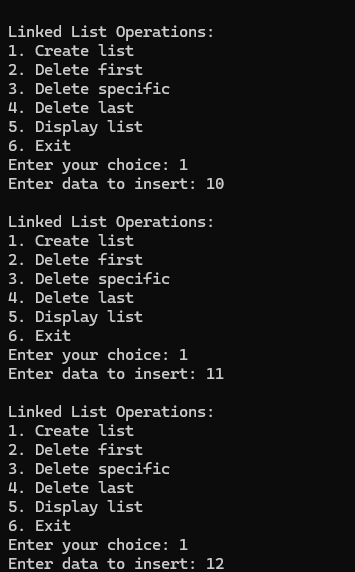 Linked List Operations:
1. Create list
2. Delete first
3. Delete specific
4. Delete last
5. Display list
6. Exit
Enter your choice: 1
Enter data to insert: 10
Linked List Operations:
1. Create list
2. Delete first
3. Delete specific
4. Delete last
5. Display list
6. Exit
Enter your choice: 1
Enter data to insert: 11
Linked List Operations:
1. Create list
2. Delete first
3. Delete specific
4. Delete last
5. Display list
6. Exit
Enter your choice: 1
Enter data to insert: 12